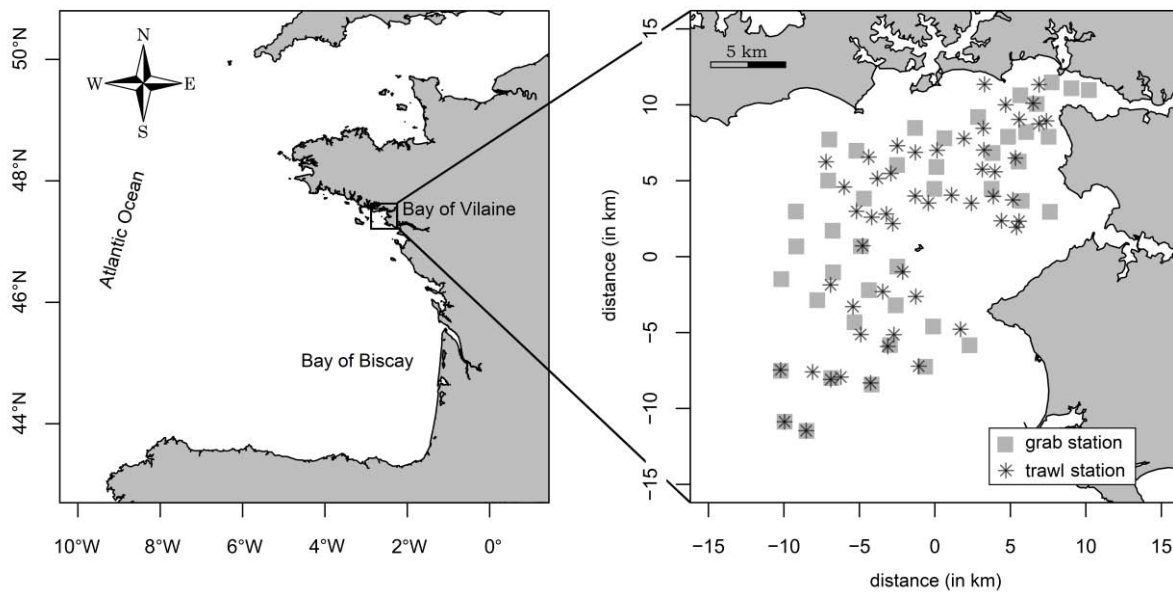 50°N
48°N
46°N
44°N
10°W
8°W
6°W
4°W
2°W
0°
N
W
E
S
Atlantic Ocean
Bay of Vilaine
Bay of Biscay
distance (in km)
15
10
5
0
−5
−10
−15
5 km
grab station
trawl station
−15
−10
−5
0
5
10
15
distance (in km)